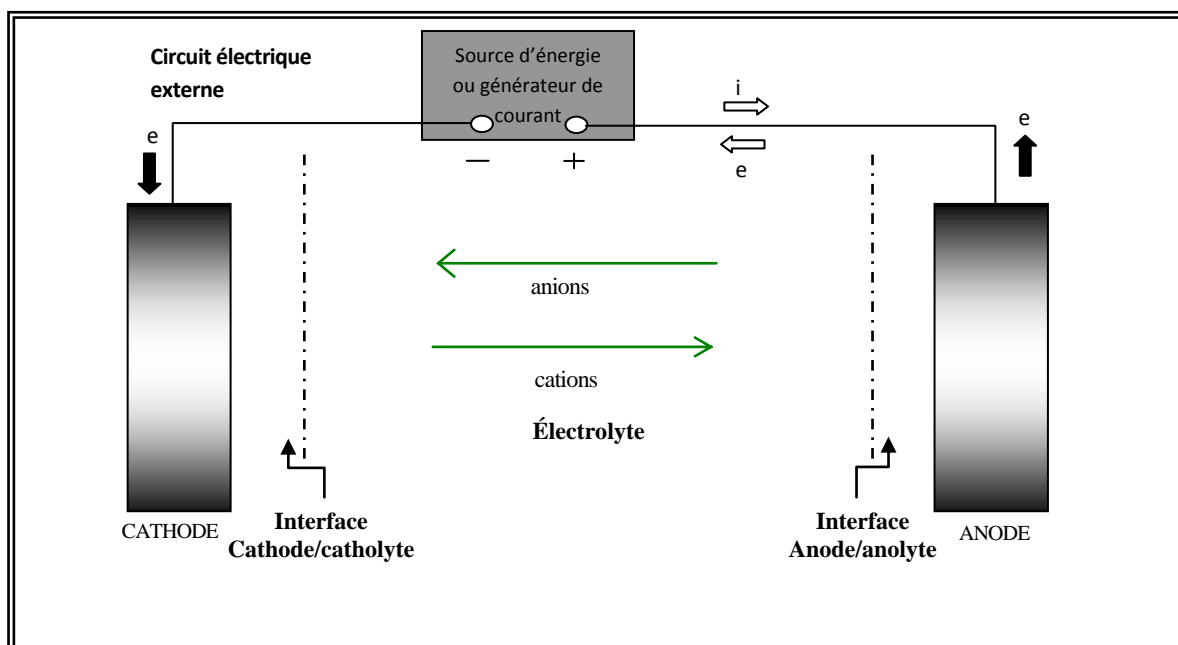 Circuit électrique
externe
Source d'énergie
ou générateur de
courant
e
i
e
e
— +
anions
cations
Électrolyte
CATHODE
Interface
Cathode/catholyte
Interface
Anode/anolyte
ANODE